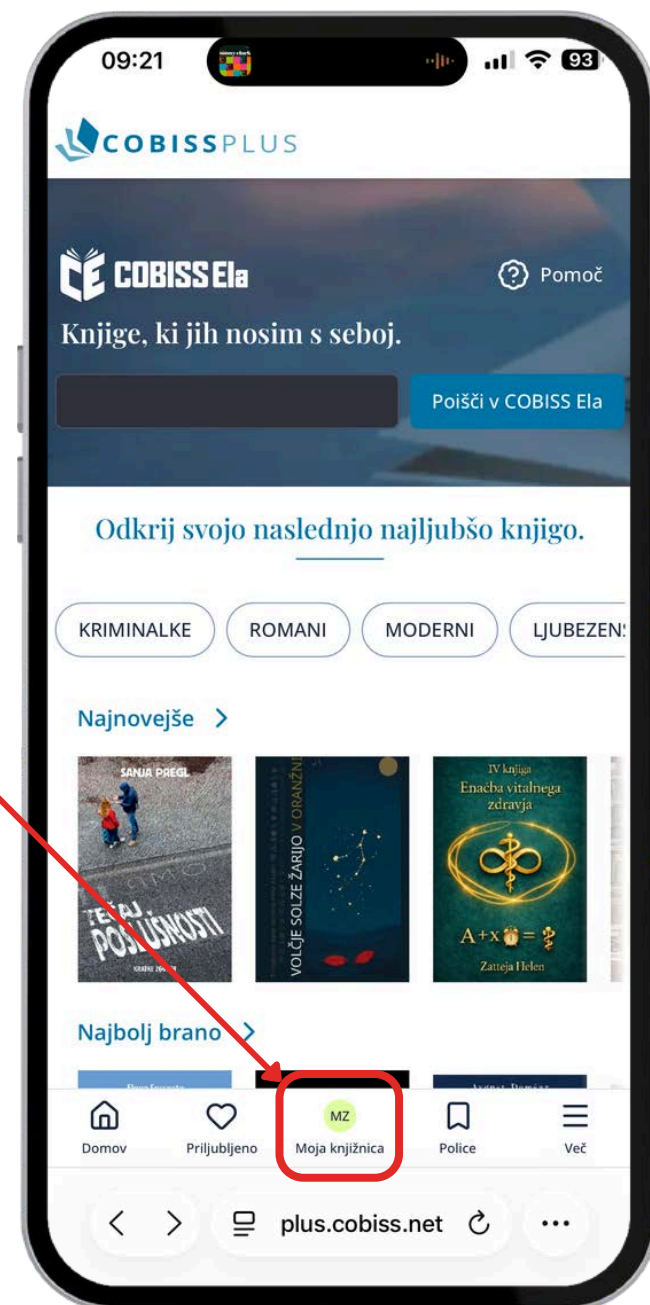 09:21
93
COBISSPLUS
COBISS Ela
Pomoč
Knjige, ki jih nosim s seboj.
Poišči v COBISS Ela
Odkrij svojo naslednjo najljubšo knjigo.
KRIMINALKE
ROMANI
MODERNI
LJUBEZEN
Najnovejše
SANJA PREGL
TEČAJ
POSLUŠNOSTI
VOLČJE SOLZE ŽARIJO V ORANŽNI
IV knjiga
Enačba vitalnega
zdravja
A+x
=
Zatteja Helen
Najbolj brano
MZ
Domov
Priljubljeno
Moja knjižnica
Police
Več
plus.cobiss.net